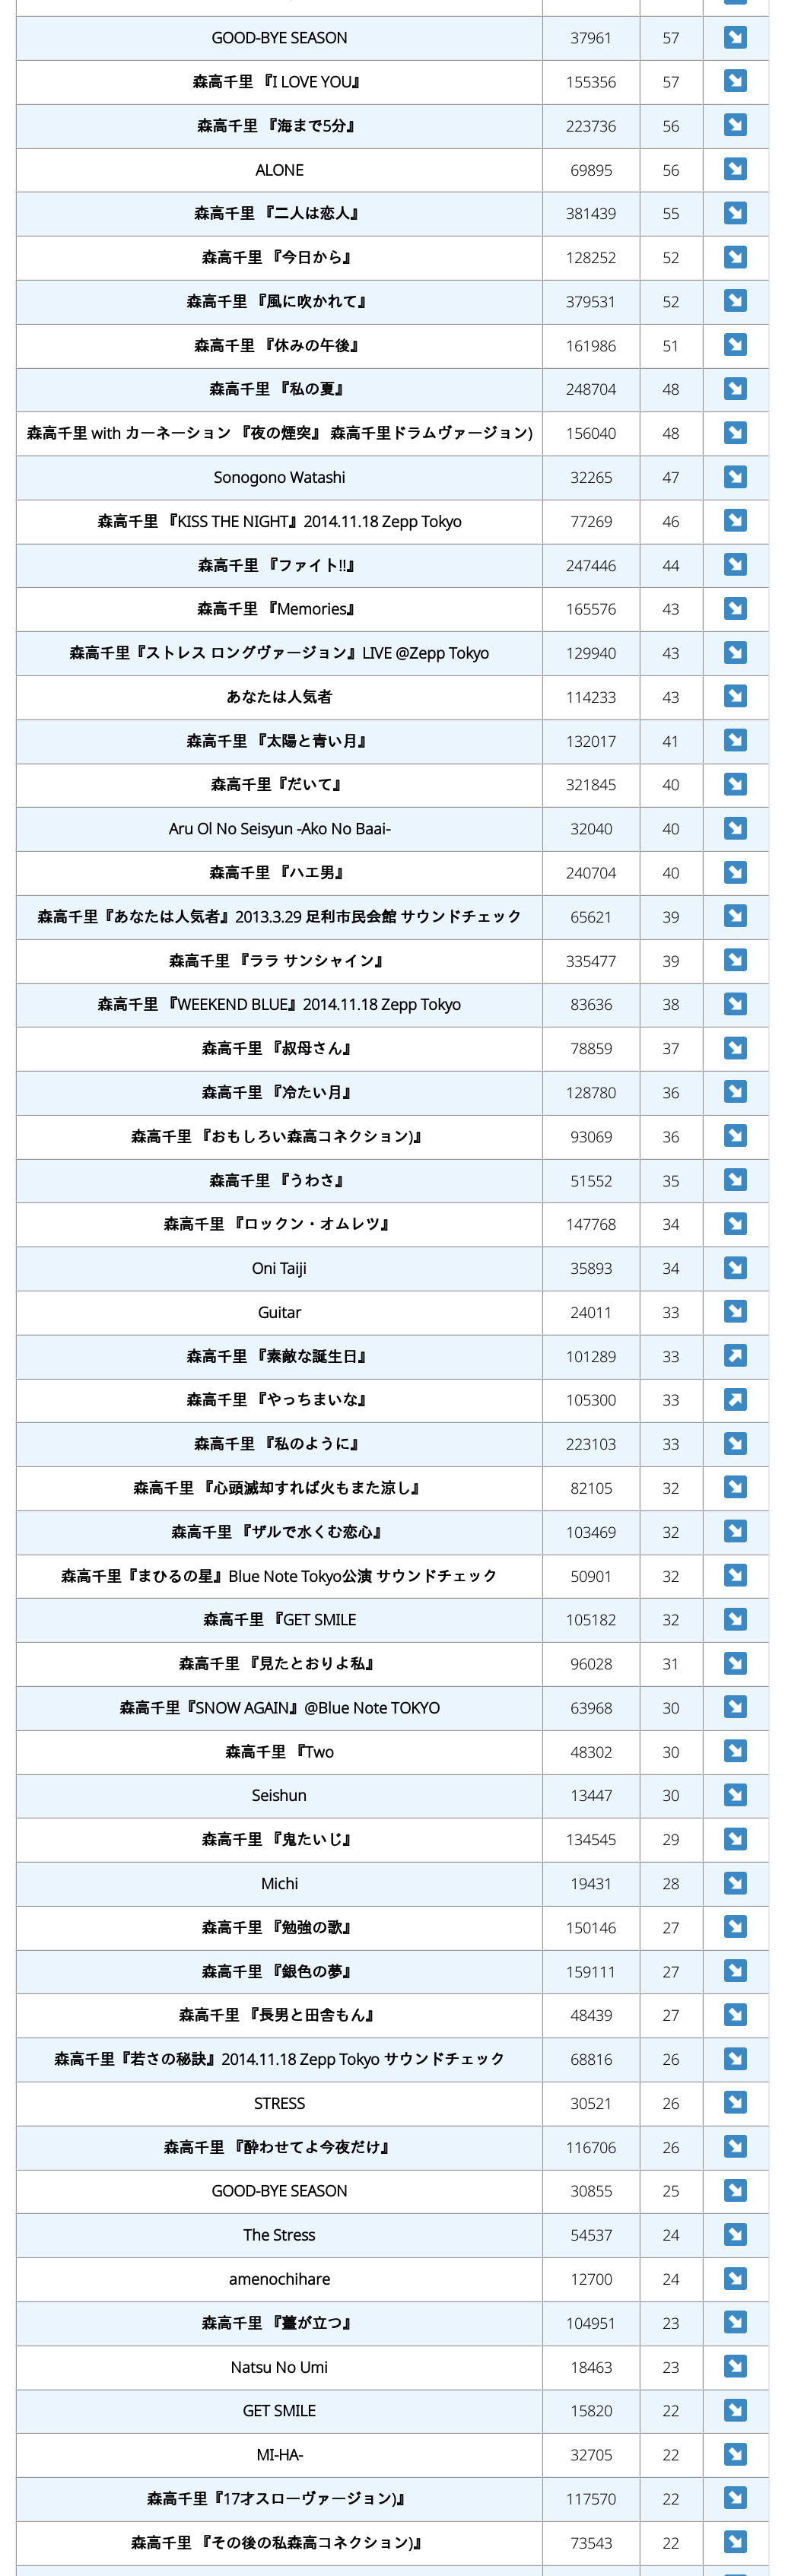 GOOD-BYE SEASON 37961 57
森高千里 『I LOVE YOU』 155356 57
森高千里 『海まで5分』 223736 56
ALONE 69895 56
森高千里 『二人は恋人』 381439 55
森高千里 『今日から』 128252 52
森高千里 『風に吹かれて』 379531 52
森高千里 『休みの午後』 161986 51
森高千里 『私の夏』 248704 48
森高千里 with カーネーション 『夜の煙突』 森高千里ドラムヴァージョン) 156040 48
Sonogono Watashi 32265 47
森高千里 『KISS THE NIGHT』2014.11.18 Zepp Tokyo 77269 46
森高千里 『ファイト!!』 247446 44
森高千里 『Memories』 165576 43
森高千里『ストレス ロングヴァージョン』LIVE @Zepp Tokyo 129940 43
あなたは人気者 114233 43
森高千里 『太陽と青い月』 132017 41
森高千里『だいて』 321845 40
Aru Ol No Seisyun -Ako No Baai- 32040 40
森高千里 『ハエ男』 240704 40
森高千里『あなたは人気者』2013.3.29 足利市民会館 サウンドチェック 65621 39
森高千里 『ララ サンシャイン』 335477 39
森高千里 『WEEKEND BLUE』2014.11.18 Zepp Tokyo 83636 38
森高千里 『叔母さん』 78859 37
森高千里 『冷たい月』 128780 36
森高千里 『おもしろい森高コネクション)』 93069 36
森高千里 『うわさ』 51552 35
森高千里 『ロックン・オムレツ』 147768 34
Oni Taiji 35893 34
Guitar 24011 33
森高千里 『素敵な誕生日』 101289 33
森高千里 『やっちまいな』 105300 33
森高千里 『私のように』 223103 33
森高千里 『心頭滅却すれば火もまた涼し』 82105 32
森高千里 『ザルで水くむ恋心』 103469 32
森高千里『まひるの星』Blue Note Tokyo公演 サウンドチェック 50901 32
森高千里 『GET SMILE 105182 32
森高千里 『見たとおりよ私』 96028 31
森高千里『SNOW AGAIN』@Blue Note TOKYO 63968 30
森高千里 『Two 48302 30
Seishun 13447 30
森高千里 『鬼たいじ』 134545 29
Michi 19431 28
森高千里 『勉強の歌』 150146 27
森高千里 『銀色の夢』 159111 27
森高千里 『長男と田舎もん』 48439 27
森高千里『若さの秘訣』2014.11.18 Zepp Tokyo サウンドチェック 68816 26
STRESS 30521 26
森高千里 『酔わせてよ今夜だけ』 116706 26
GOOD-BYE SEASON 30855 25
The Stress 54537 24
amenochihare 12700 24
森高千里 『薹が立つ』 104951 23
Natsu No Umi 18463 23
GET SMILE 15820 22
MI-HA- 32705 22
森高千里『17才スローヴァージョン)』 117570 22
森高千里 『その後の私森高コネクション)』 73543 22